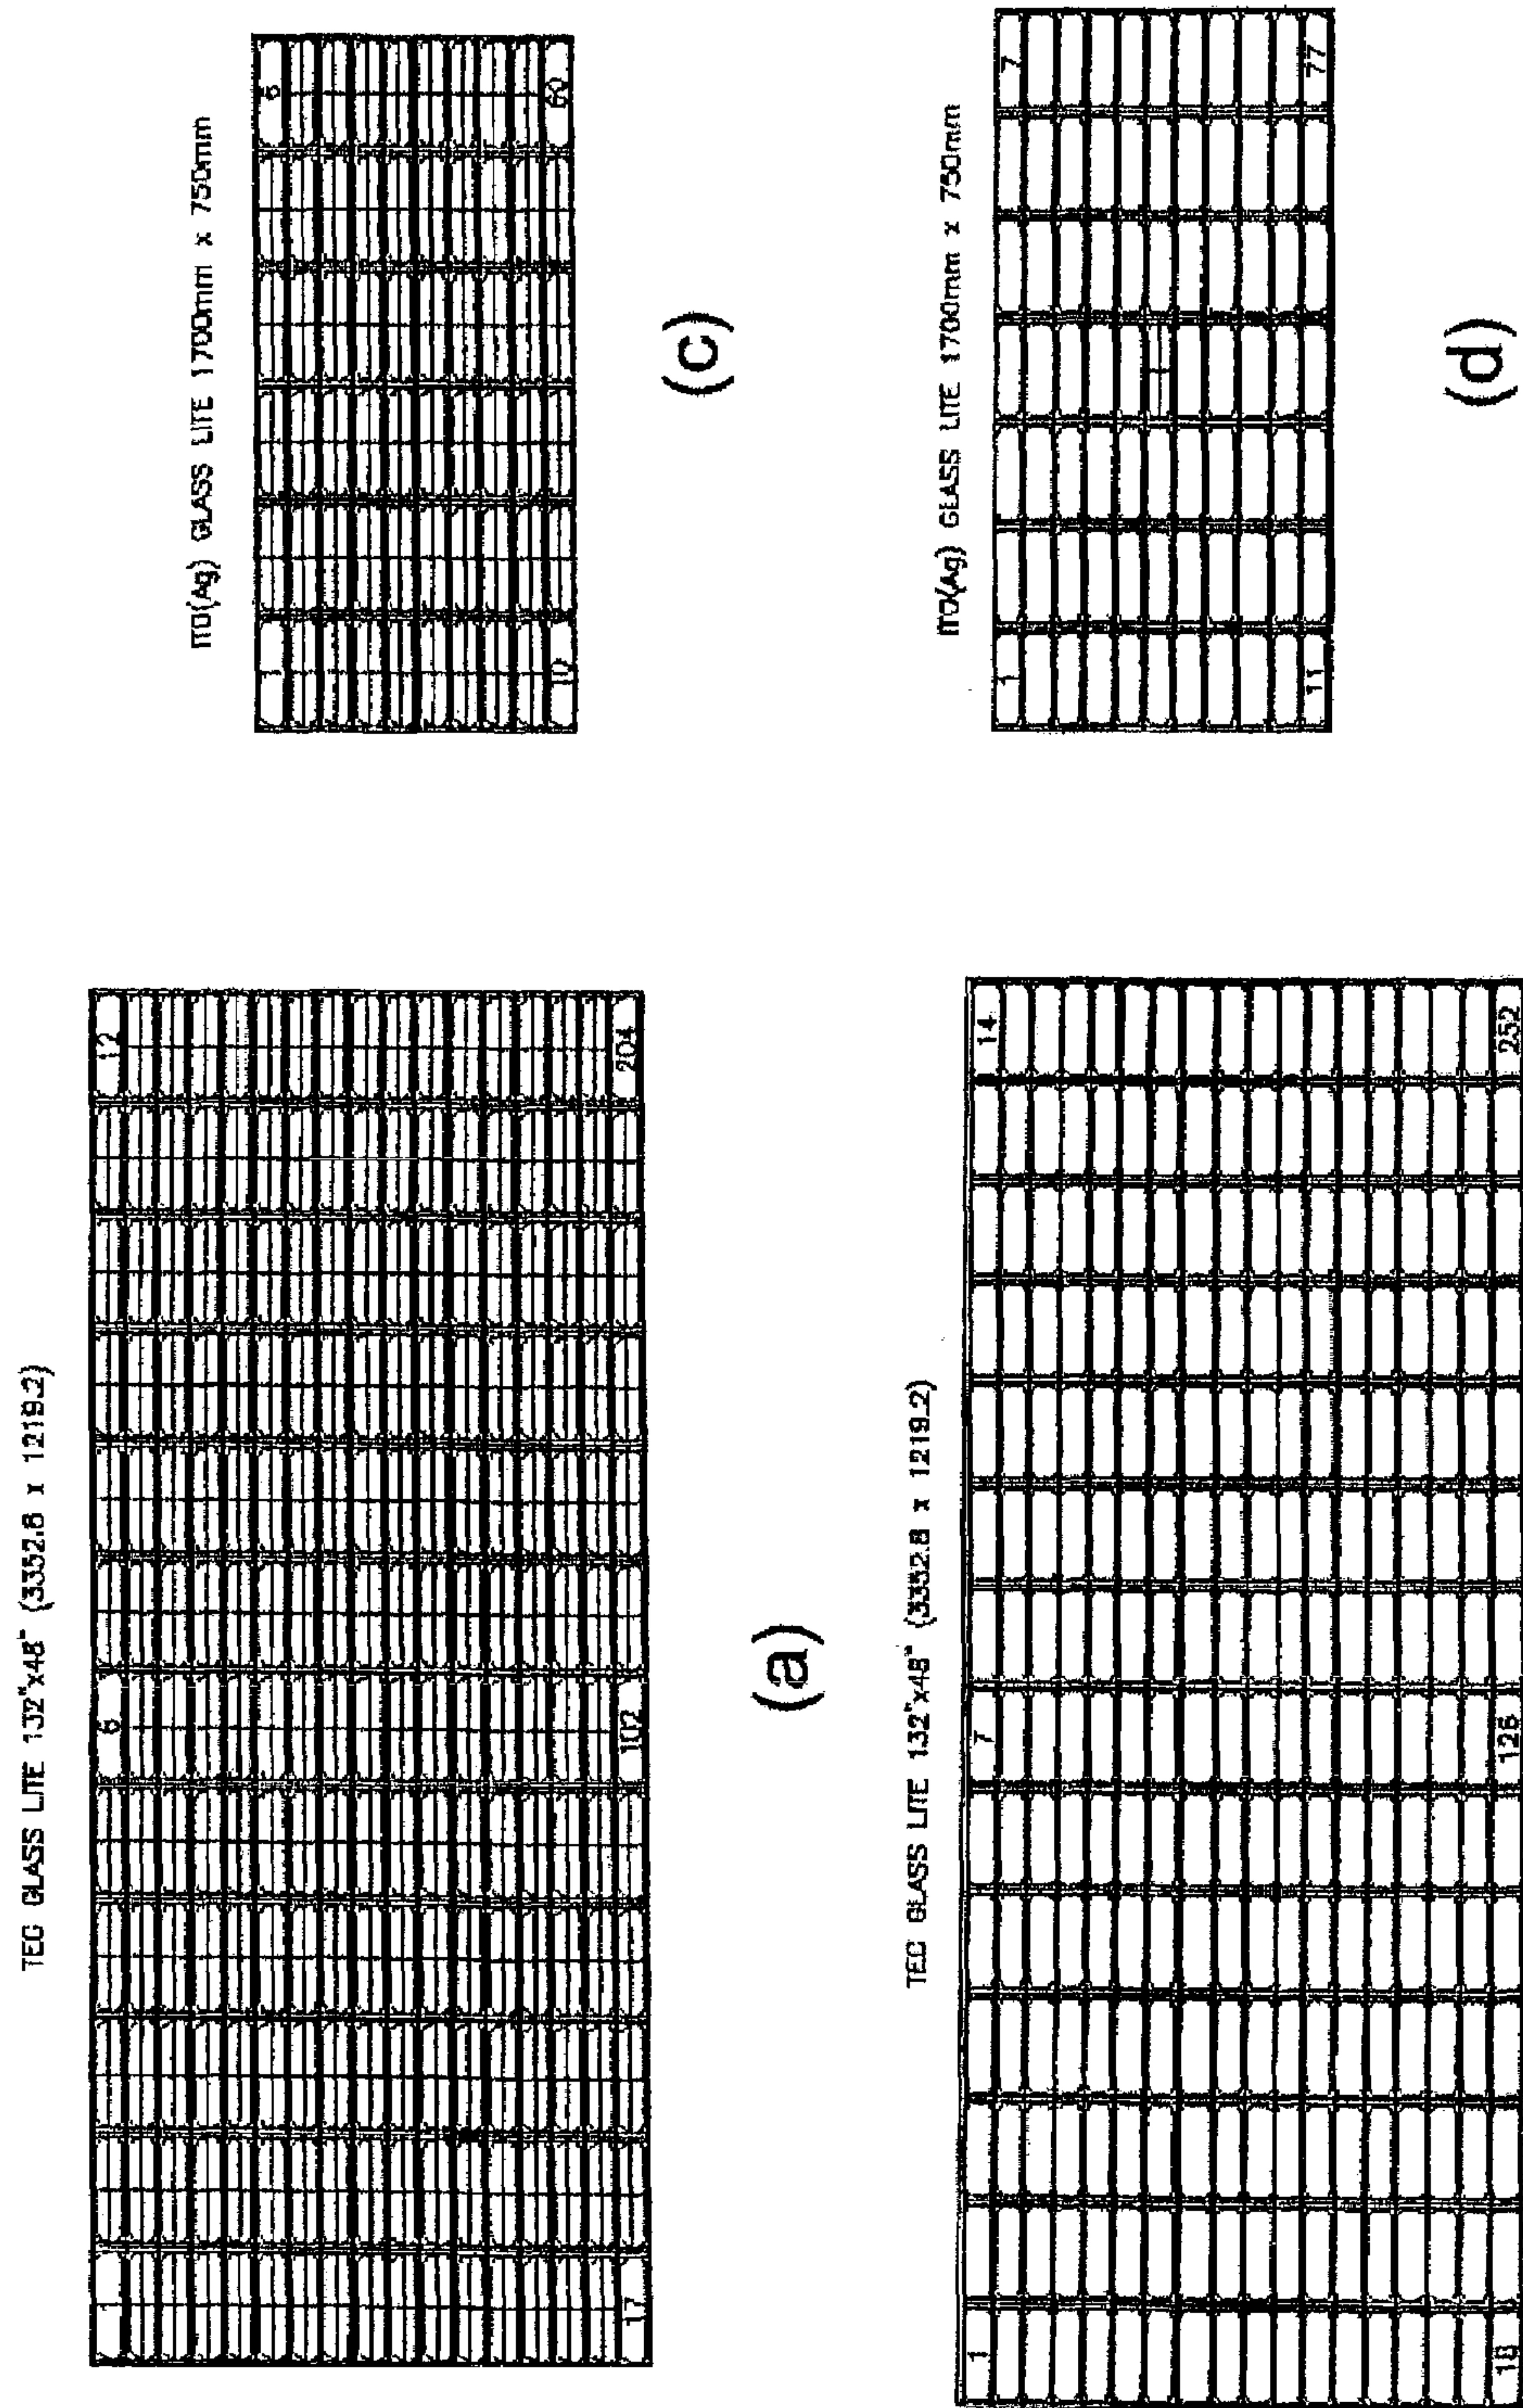 TEC GLASS LITE 132"x48" (3352.8 x 1219.2)
1
6
12
17
102
204
(a)
TEC GLASS LITE 132"x48" (3352.8 x 1219.2)
1
7
14
18
126
252
ITO(Ag) GLASS LITE 1700mm x 750mm
1
6
10
60
(c)
ITO(Ag) GLASS LITE 1700mm x 750mm
1
7
11
77
(d)